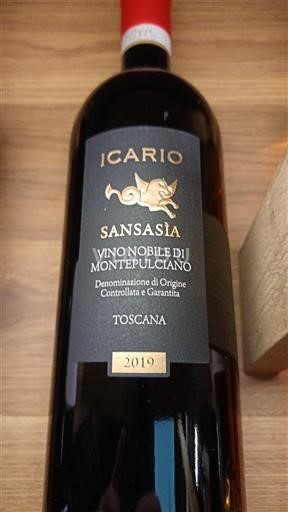 ICARIO
SANSASÌA
VINO NOBILE DI
MONTEPULCIANO
Denominazione di Origine
Controllata e Garantita
TOSCANA
2019